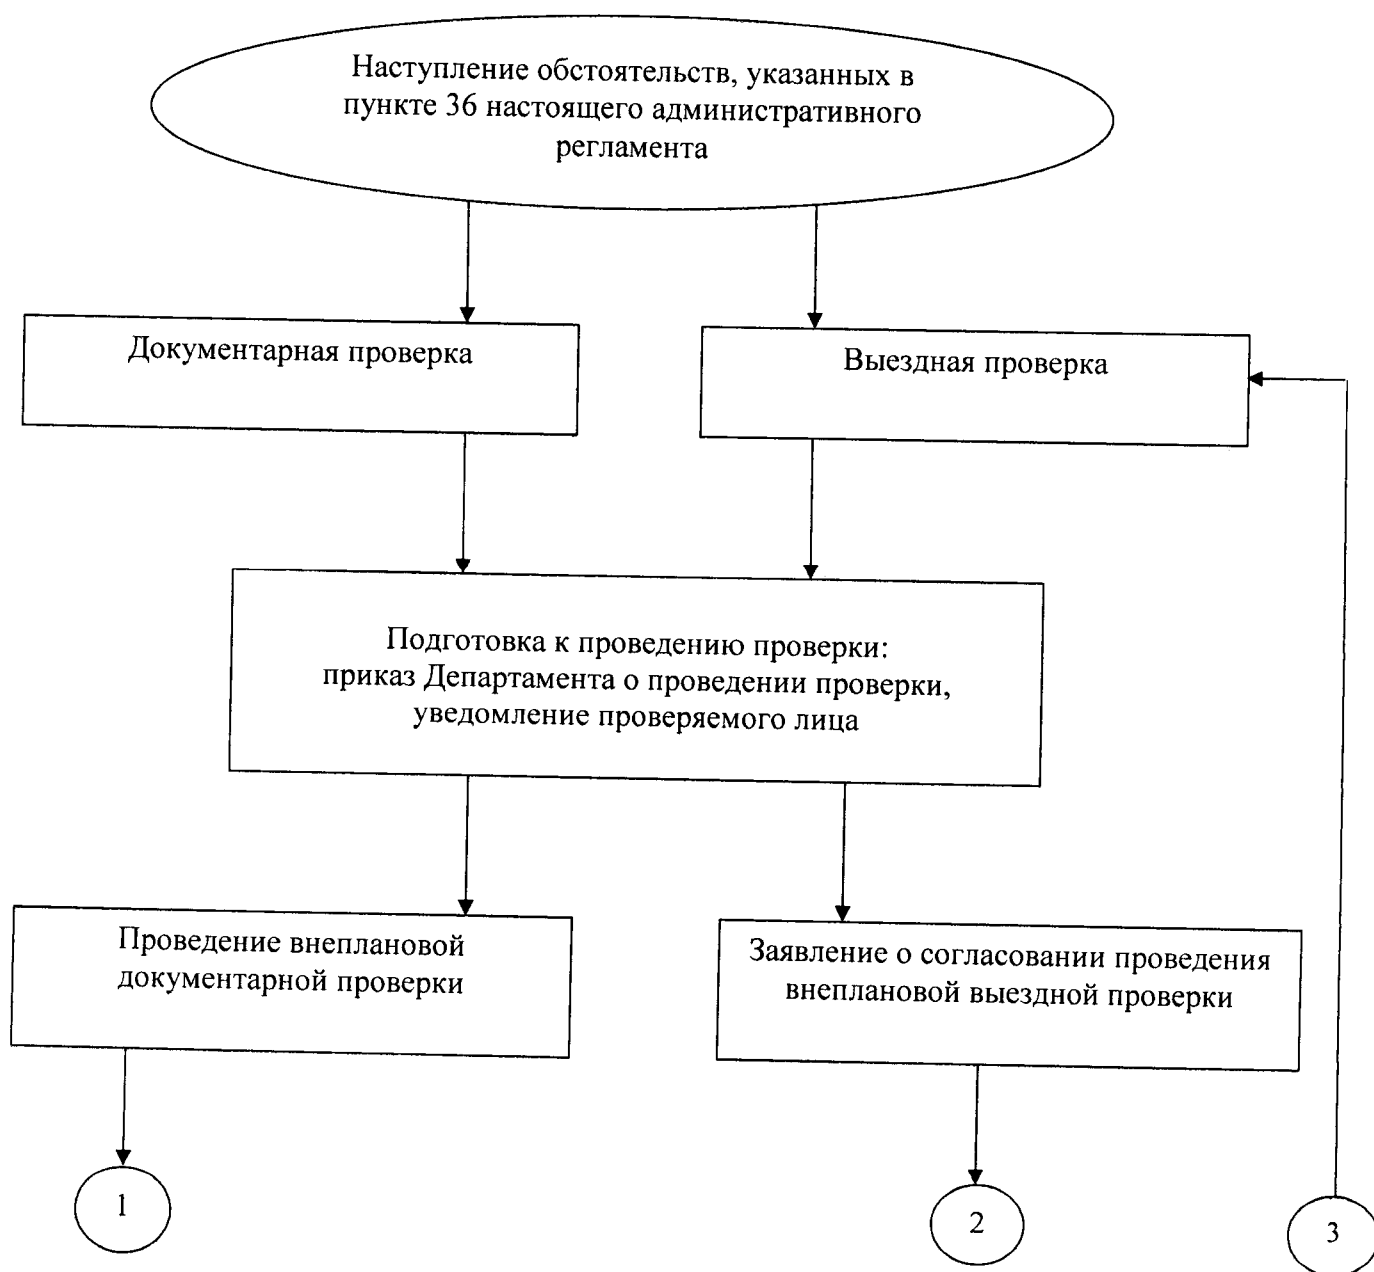 Наступление обстоятельств, указанных в
пункте 36 настоящего административного
регламента
Документарная проверка
Выездная проверка
Подготовка к проведению проверки:
приказ Департамента о проведении проверки,
уведомление проверяемого лица
Проведение внеплановой
документарной проверки
Заявление о согласовании проведения
внеплановой выездной проверки
1
2
3